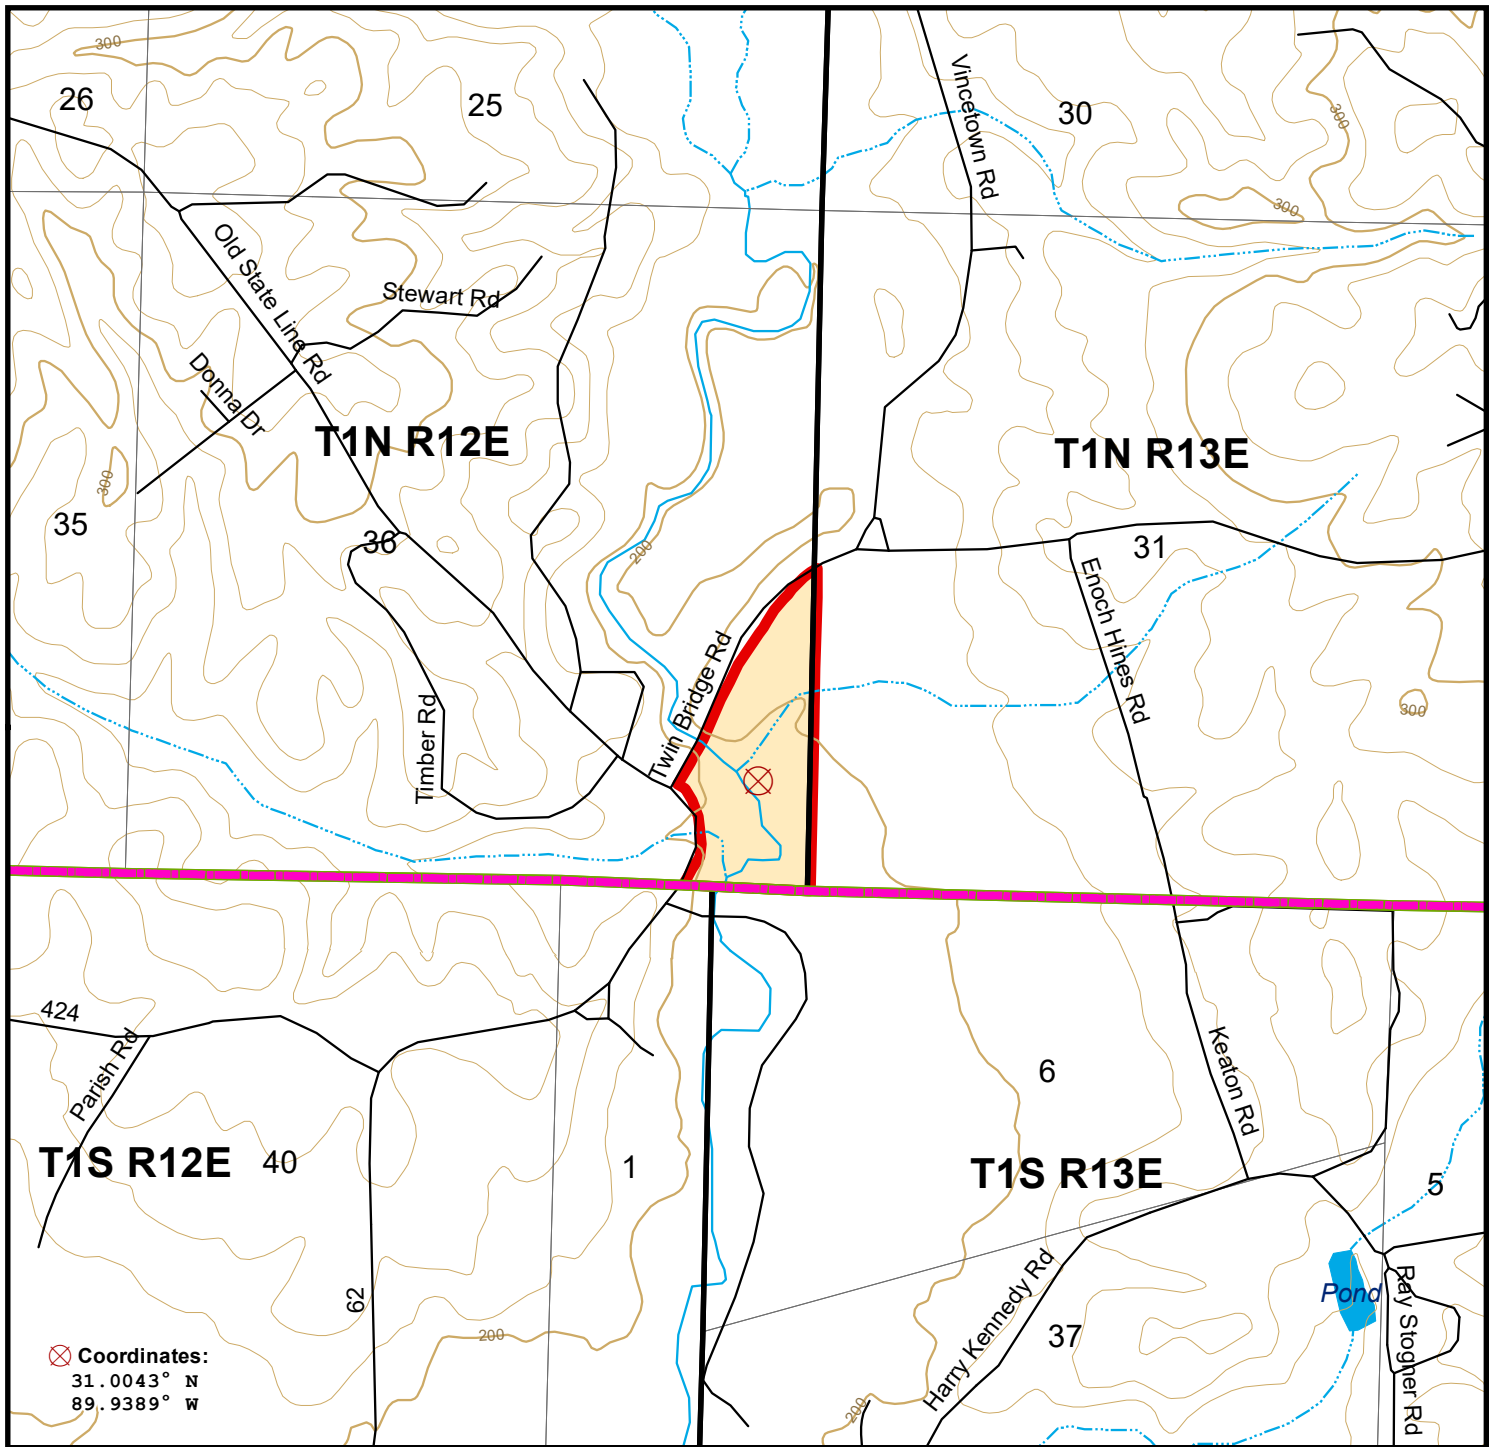 300
26
25
30
Vincetown Rd
300
300
Old State Line Rd
Stewart Rd
Donna Dr
T1N R12E
T1N R13E
300
35
36
200
31
Enoch Hines Rd
Twin Bridge Rd
Timber Rd
300
424
Parish Rd
Keaton Rd
6
T1S R12E
40
1
T1S R13E
5
62
200
Harry Kennedy Rd
37
Pond
Ray Stogner Rd
200
Coordinates:
31.0043° N
89.9389° W